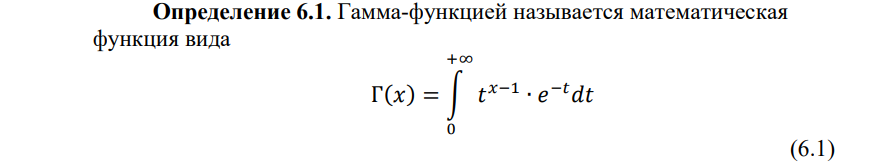 Определение 6.1. Гамма-функцией называется математическая
функция вида
Γ(x) = ∫₀^{+∞} t^{x−1} · e^{−t} dt
(6.1)